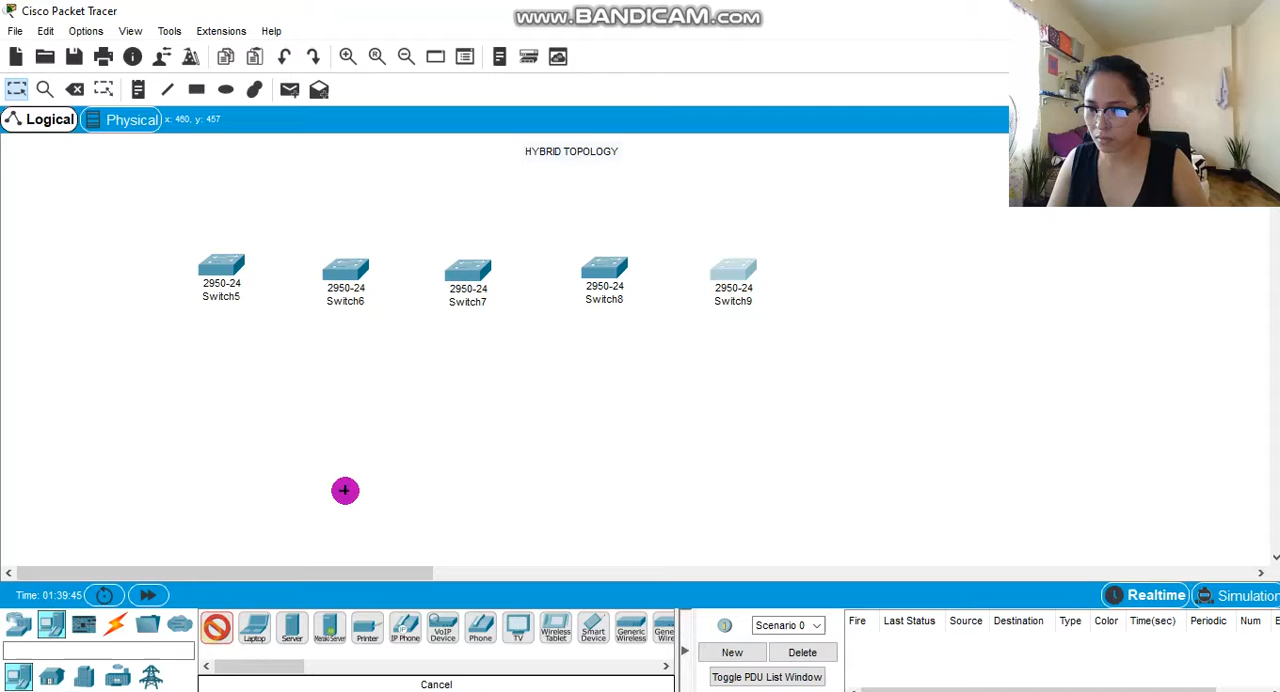 Cisco Packet Tracer
www.BANDICAM.com
File Edit Options View Tools Extensions Help
Logical Physical x: 460, y: 457
HYBRID TOPOLOGY
2950-24 2950-24 2950-24 2950-24 2950-24
Switch5 Switch6 Switch7 Switch8 Switch9
Time: 01:39:45 Realtime Simulation
Scenario 0 Fire Last Status Source Destination Type Color Time(sec) Periodic Num
Laptop Server Meraki Server Printer IP Phone VoIP Device Phone TV Wireless Tablet Smart Device Generic Wireless
New Delete
Toggle PDU List Window
Cancel